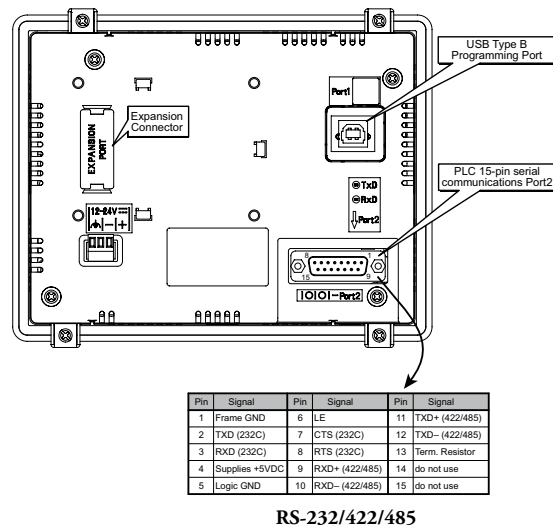 USB Type B
Programming Port
Port1
Expansion
Connector
EXPANSION
PORT
PLC 15-pin serial
communications Port2
TxD
RxD
Port2
12-24V
− +
8 1
15 9
IOIOI-Port2
Pin Signal Pin Signal Pin Signal
1 Frame GND 6 LE 11 TXD+ (422/485)
2 TXD (232C) 7 CTS (232C) 12 TXD– (422/485)
3 RXD (232C) 8 RTS (232C) 13 Term. Resistor
4 Supplies +5VDC 9 RXD+ (422/485) 14 do not use
5 Logic GND 10 RXD– (422/485) 15 do not use
RS-232/422/485